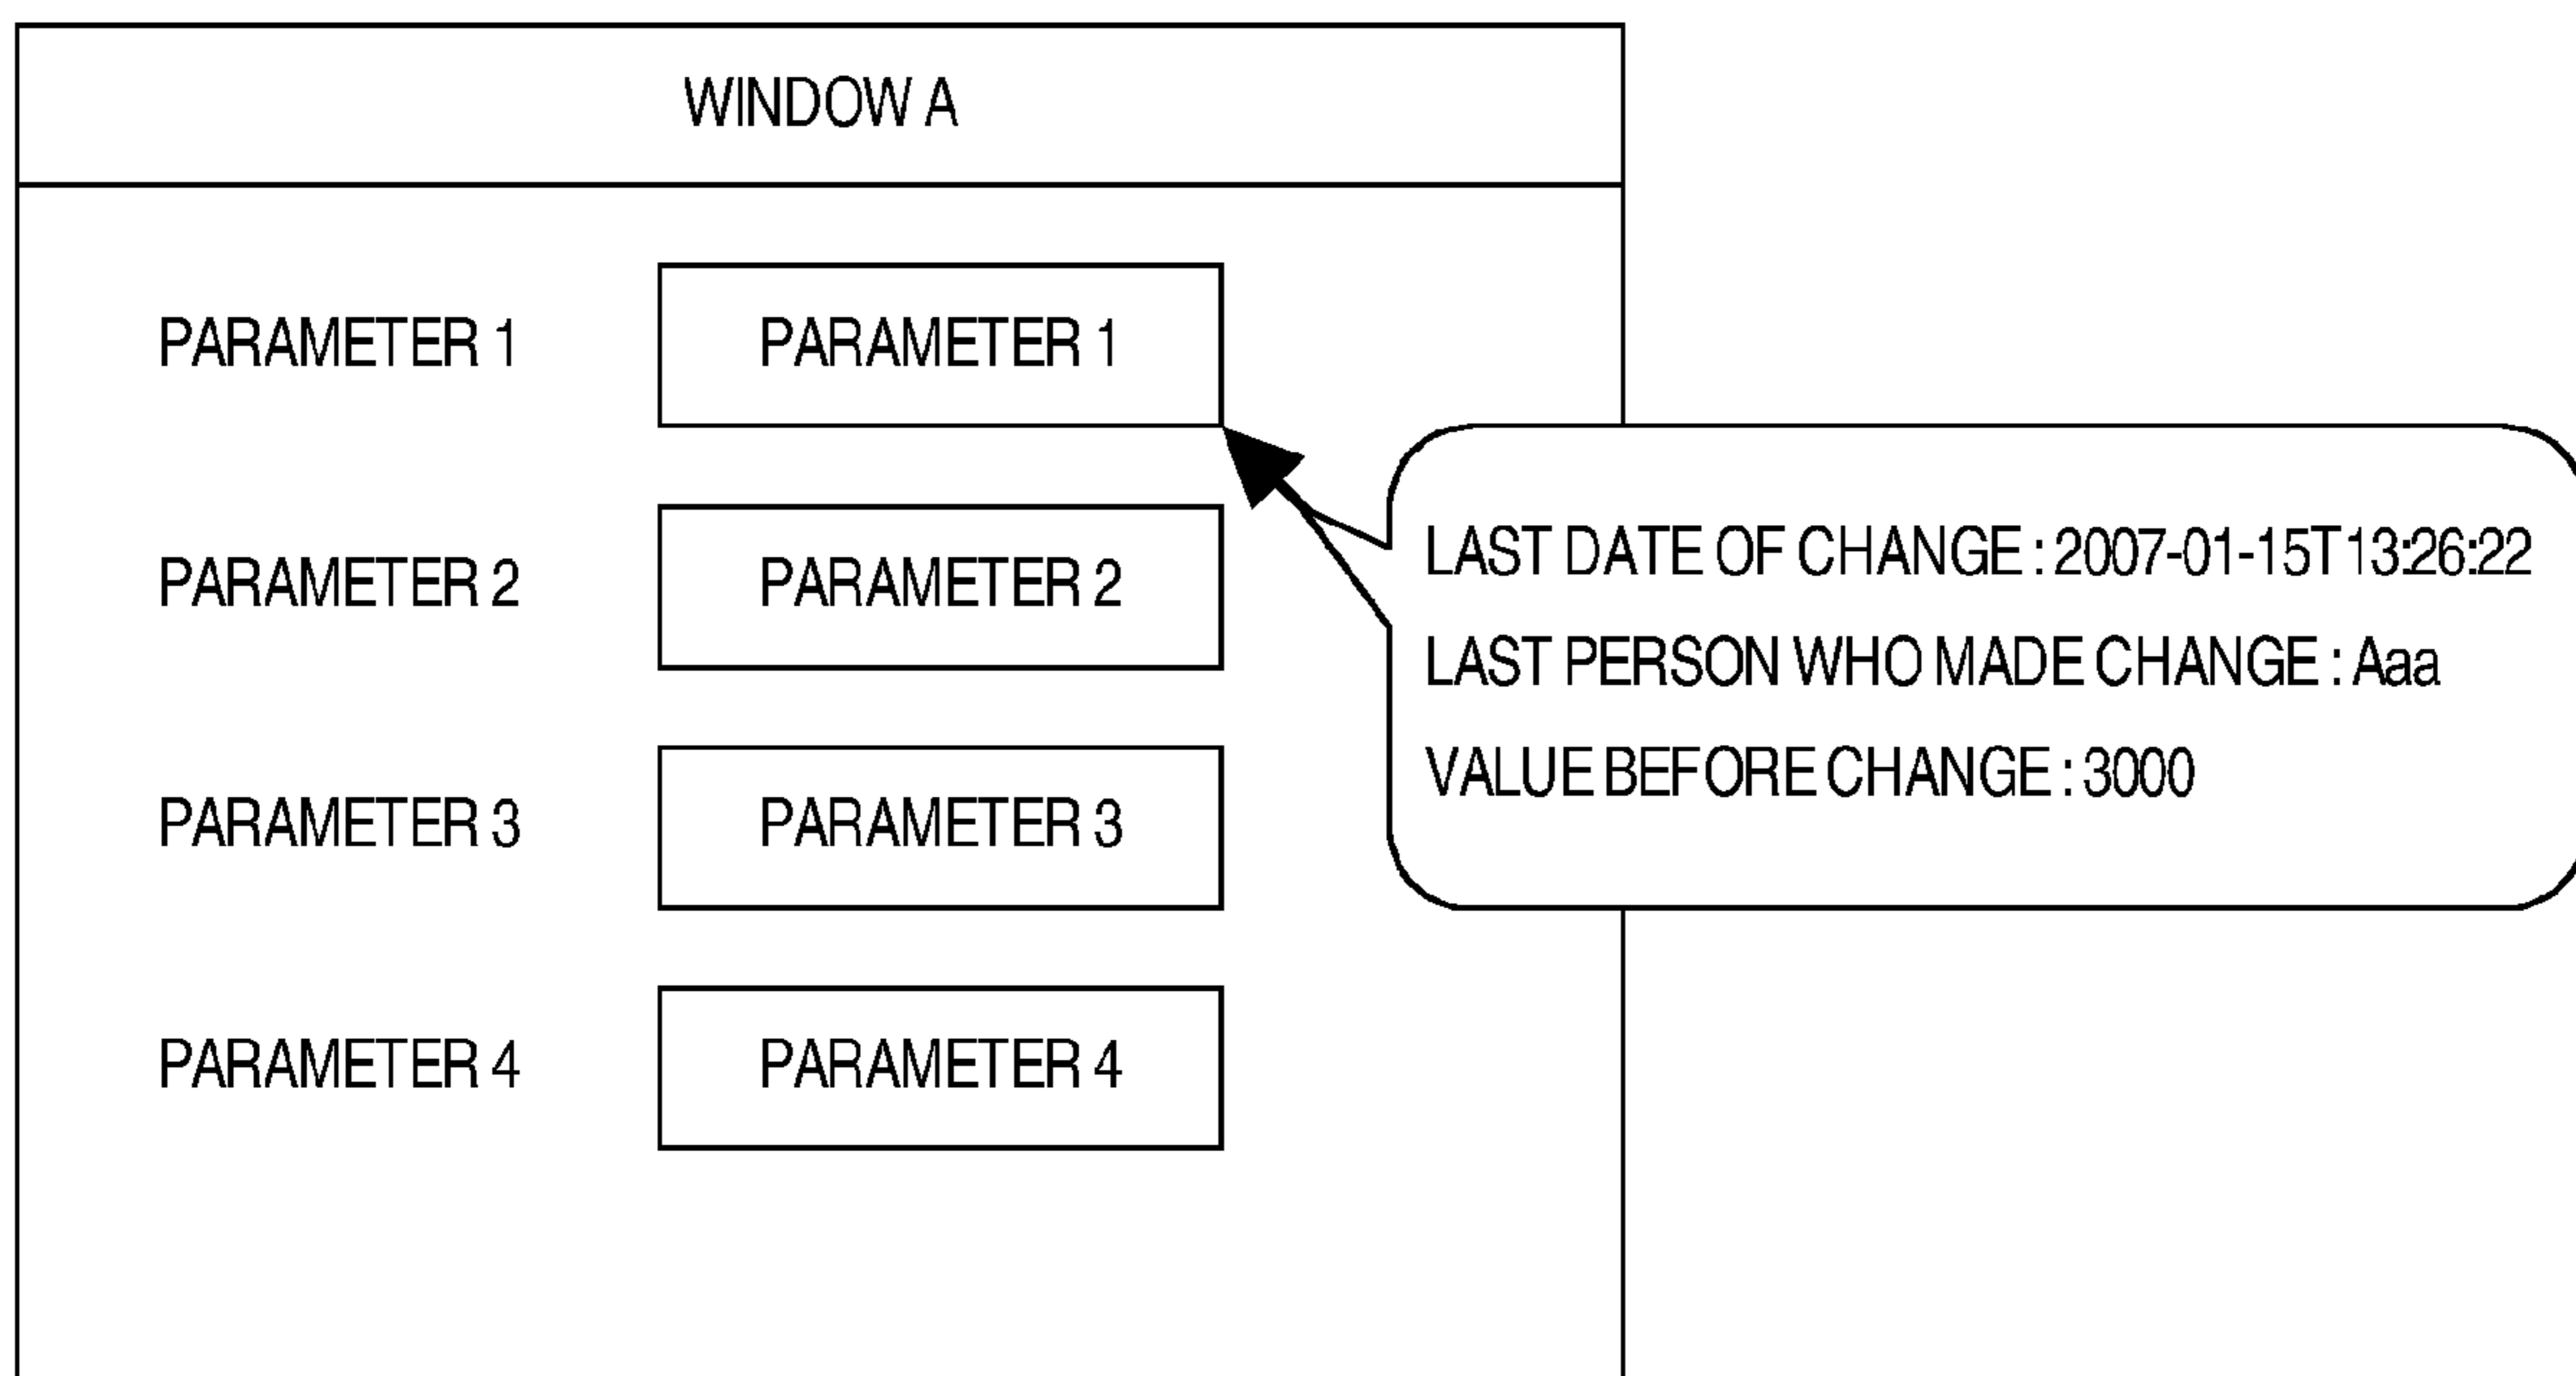 WINDOW A
PARAMETER 1 PARAMETER 1
PARAMETER 2 PARAMETER 2
PARAMETER 3 PARAMETER 3
PARAMETER 4 PARAMETER 4
LAST DATE OF CHANGE : 2007-01-15T13:26:22
LAST PERSON WHO MADE CHANGE : Aaa
VALUE BEFORE CHANGE : 3000